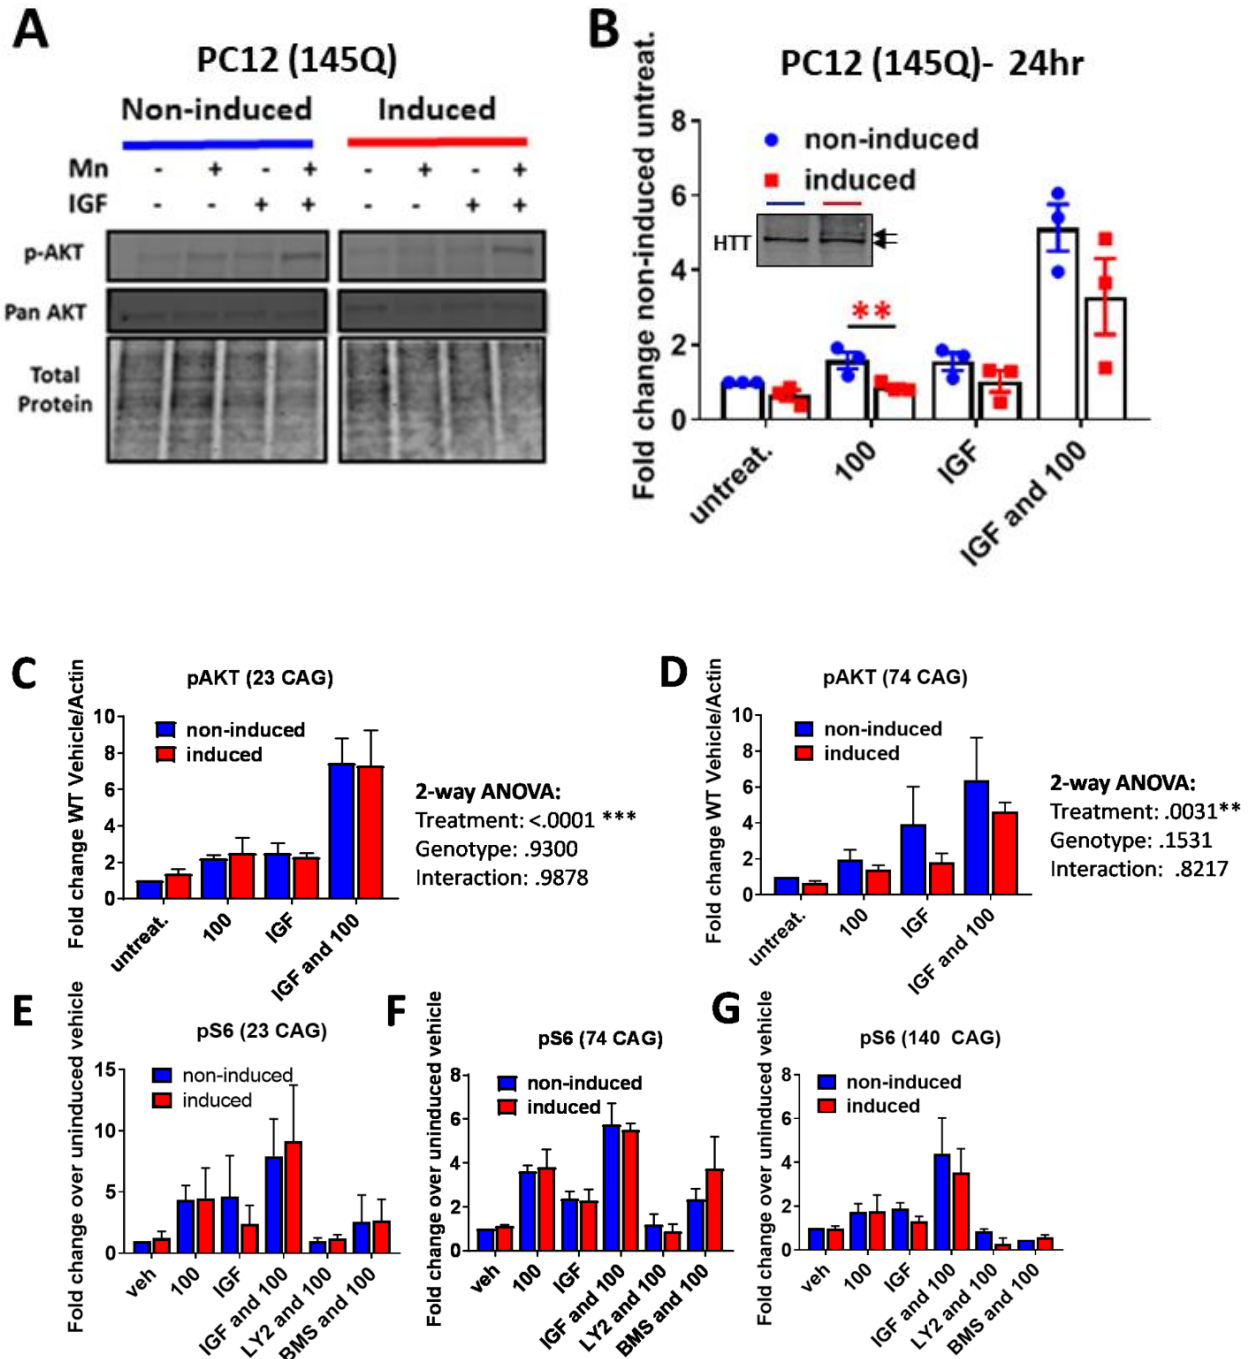 A
PC12 (145Q)
Non-induced
Induced
Mn - + - + - + - +
IGF - - + + - - + +
p-AKT
Pan AKT
Total
Protein
B
PC12 (145Q)- 24hr
Fold change non-induced untreat.
8
6
4
2
0
non-induced
induced
HTT
**
untreat.
100
IGF
IGF and 100
C
pAKT (23 CAG)
Fold change WT Vehicle/Actin
10
8
6
4
2
0
non-induced
induced
untreat.
100
IGF
IGF and 100
2-way ANOVA:
Treatment: <.0001 ***
Genotype: .9300
Interaction: .9878
D
pAKT (74 CAG)
Fold change WT Vehicle/Actin
10
8
6
4
2
0
non-induced
induced
untreat.
100
IGF
IGF and 100
2-way ANOVA:
Treatment: .0031**
Genotype: .1531
Interaction: .8217
E
pS6 (23 CAG)
Fold change over uninduced vehicle
15
10
5
0
non-induced
induced
veh
100
IGF
IGF and 100
LY2 and 100
BMS and 100
F
pS6 (74 CAG)
Fold change over uninduced vehicle
8
6
4
2
0
non-induced
induced
veh
100
IGF
IGF and 100
LY2 and 100
BMS and 100
G
pS6 (140 CAG)
Fold change over uninduced vehicle
8
6
4
2
0
non-induced
induced
veh
100
IGF
IGF and 100
LY2 and 100
BMS and 100